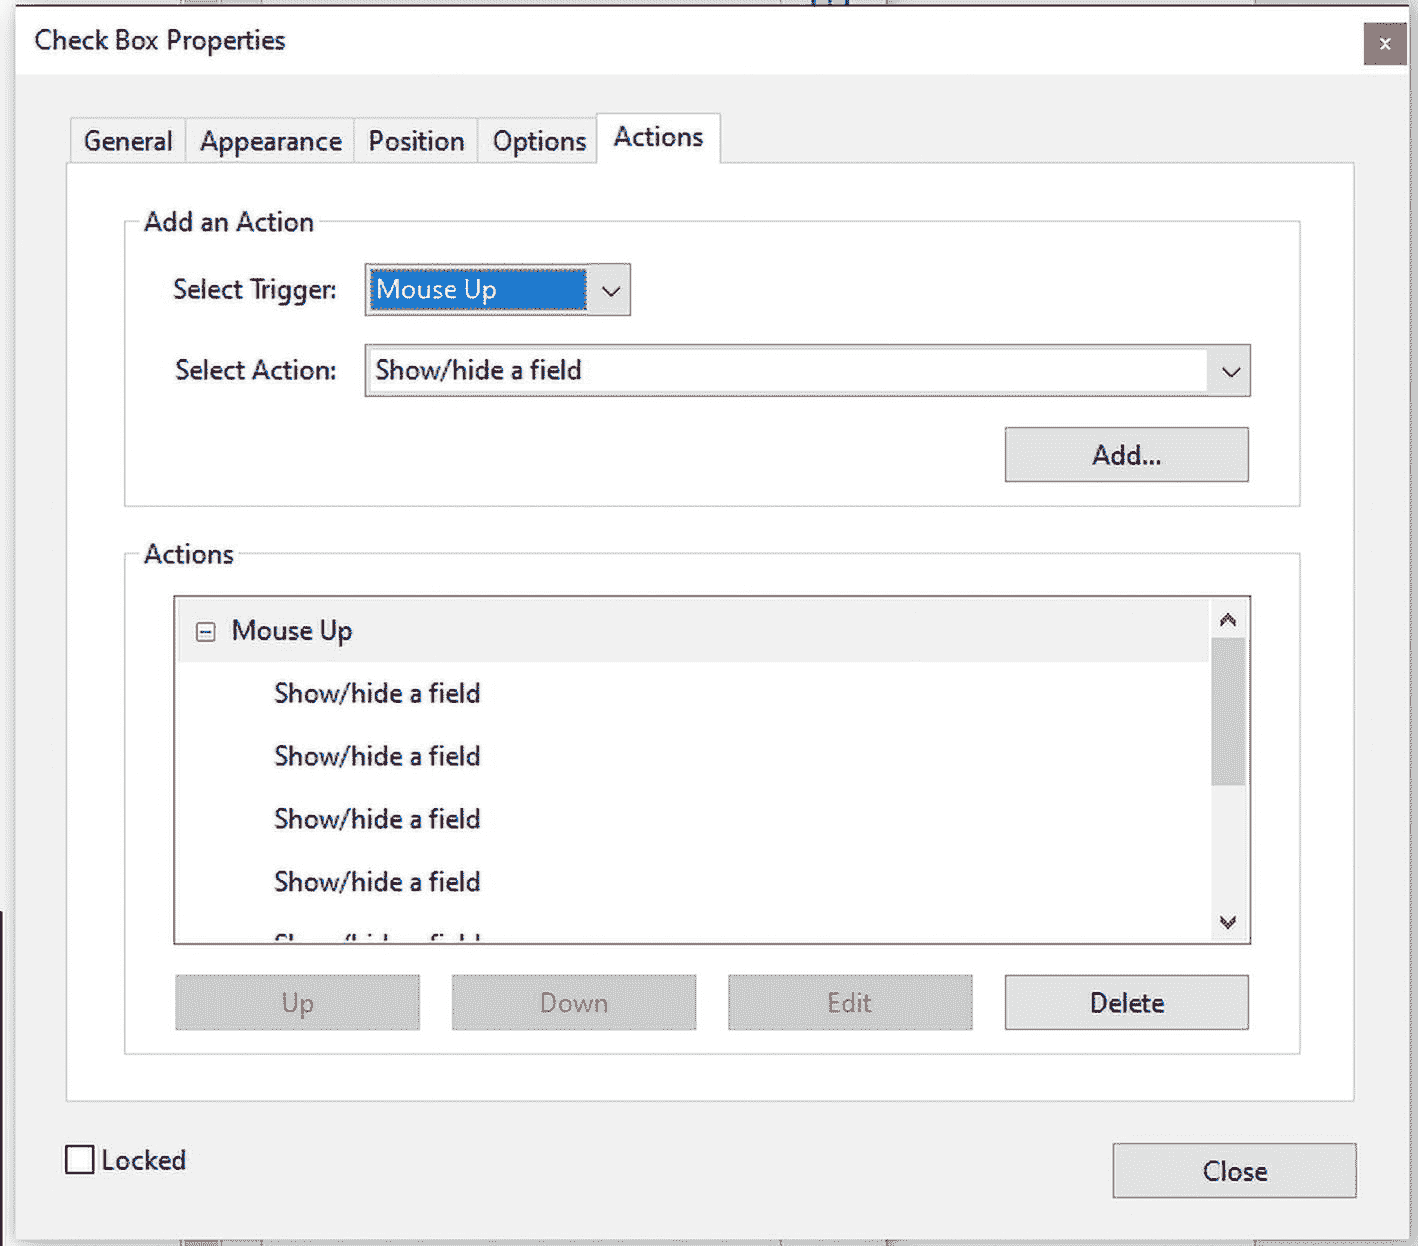 Check Box Properties
x
General Appearance Position Options Actions
Add an Action
Select Trigger: Mouse Up
Select Action: Show/hide a field
Add...
Actions
Mouse Up
Show/hide a field
Show/hide a field
Show/hide a field
Show/hide a field
Up Down Edit Delete
Locked
Close